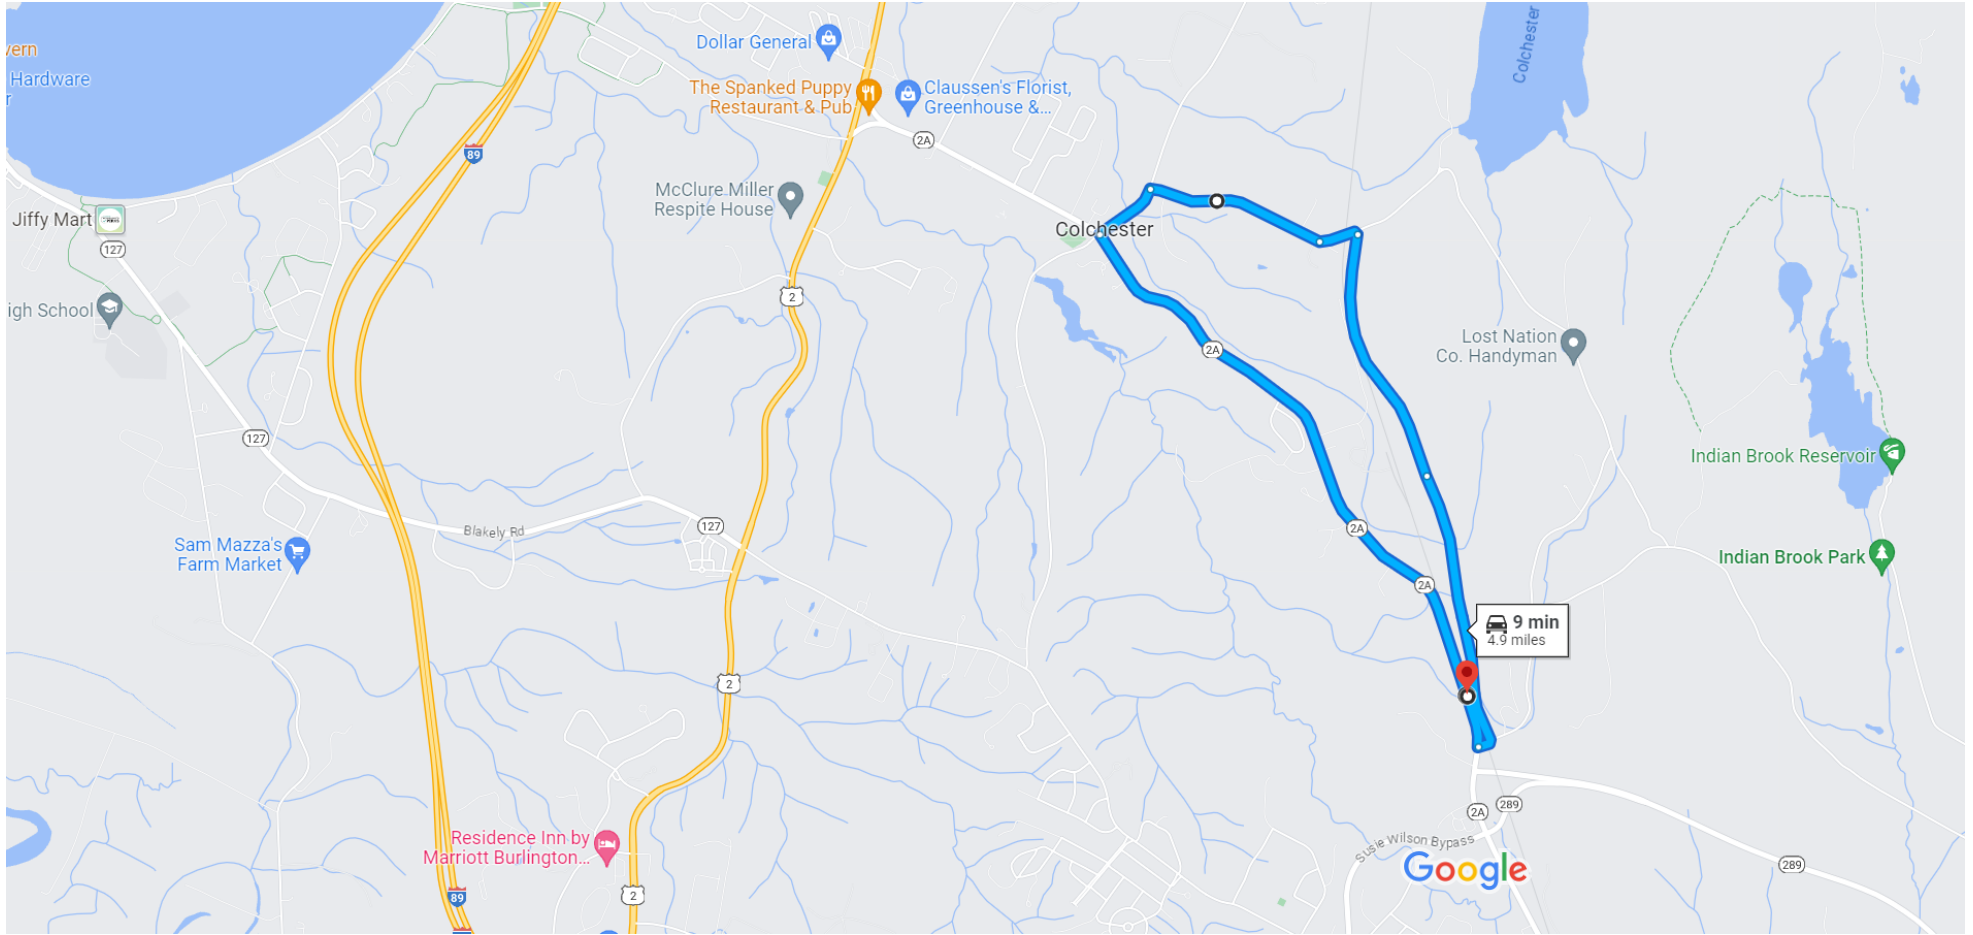 vern
Hardware
r
Dollar General
The Spanked Puppy
Restaurant & Pub
Claussen's Florist,
Greenhouse &...
Colchester
89
2A
McClure Miller
Respite House
Jiffy Mart
127
Colchester
2
igh School
2A
Lost Nation
Co. Handyman
127
Indian Brook Reservoir
Blakely Rd
127
2A
Sam Mazza's
Farm Market
Indian Brook Park
2A
9 min
4.9 miles
2
2A
289
Susie Wilson Bypass
Residence Inn by
Marriott Burlington...
Google
289
89
2